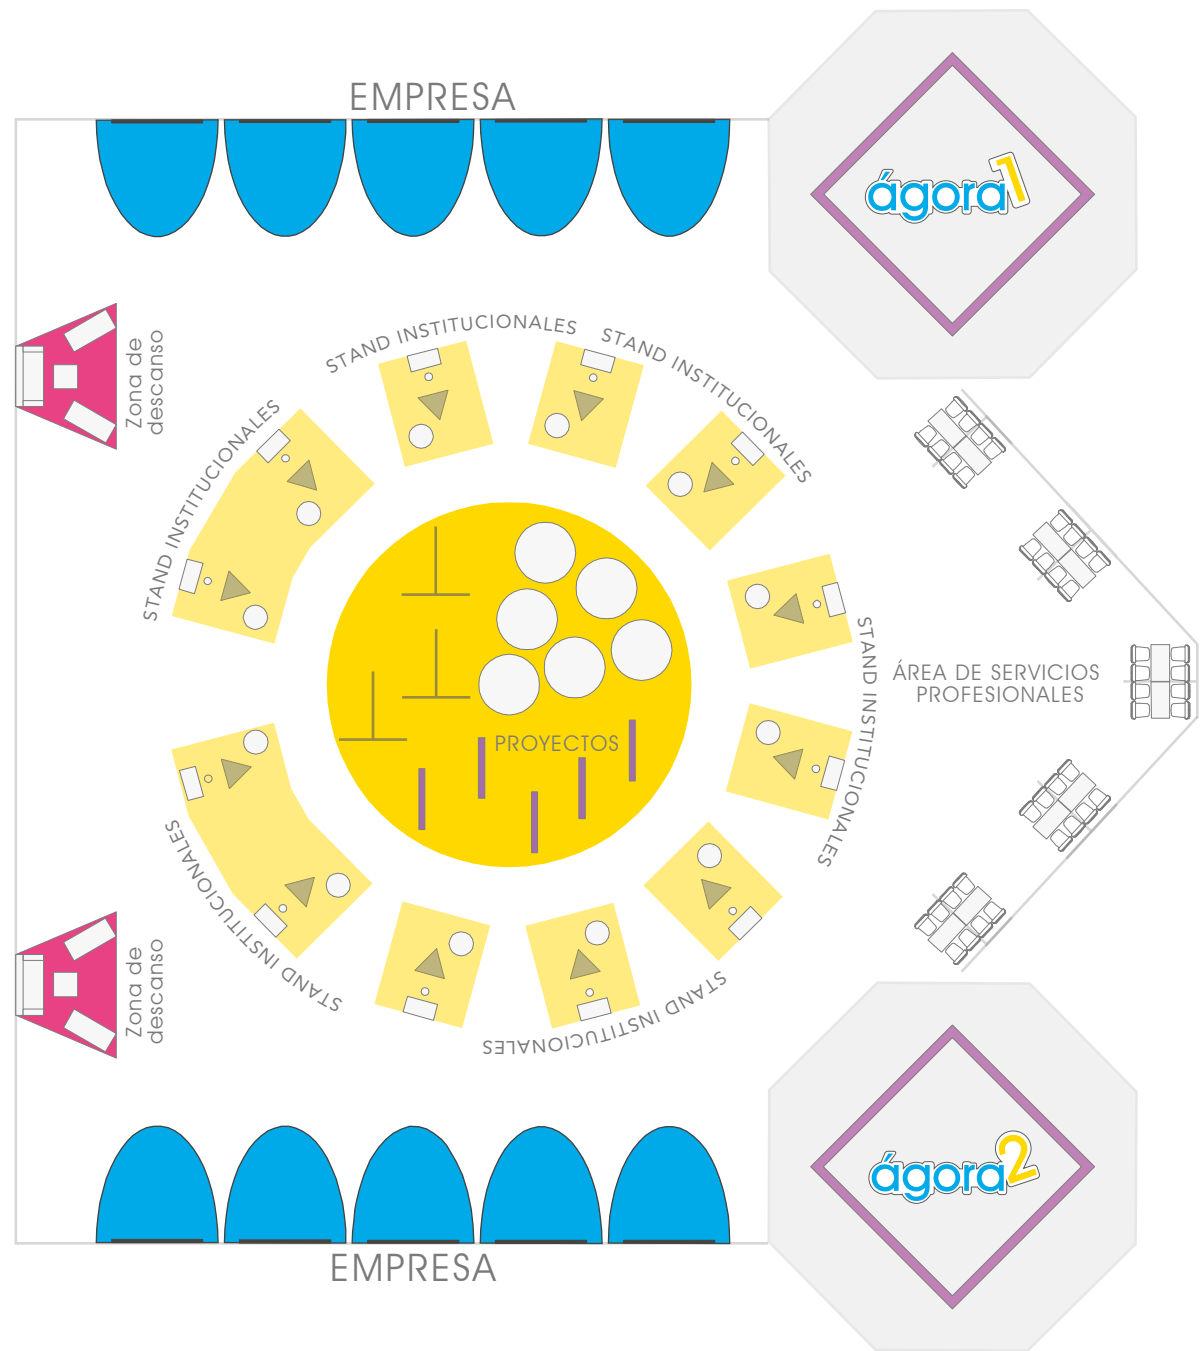 EMPRESA
ágora1
STAND INSTITUCIONALES
STAND INSTITUCIONALES
Zona de
descanso
STAND INSTITUCIONALES
STAND INSTITUCIONALES
ÁREA DE SERVICIOS
PROFESIONALES
PROYECTOS
STAND INSTITUCIONALES
Zona de
descanso
STAND INSTITUCIONALES
ágora2
EMPRESA